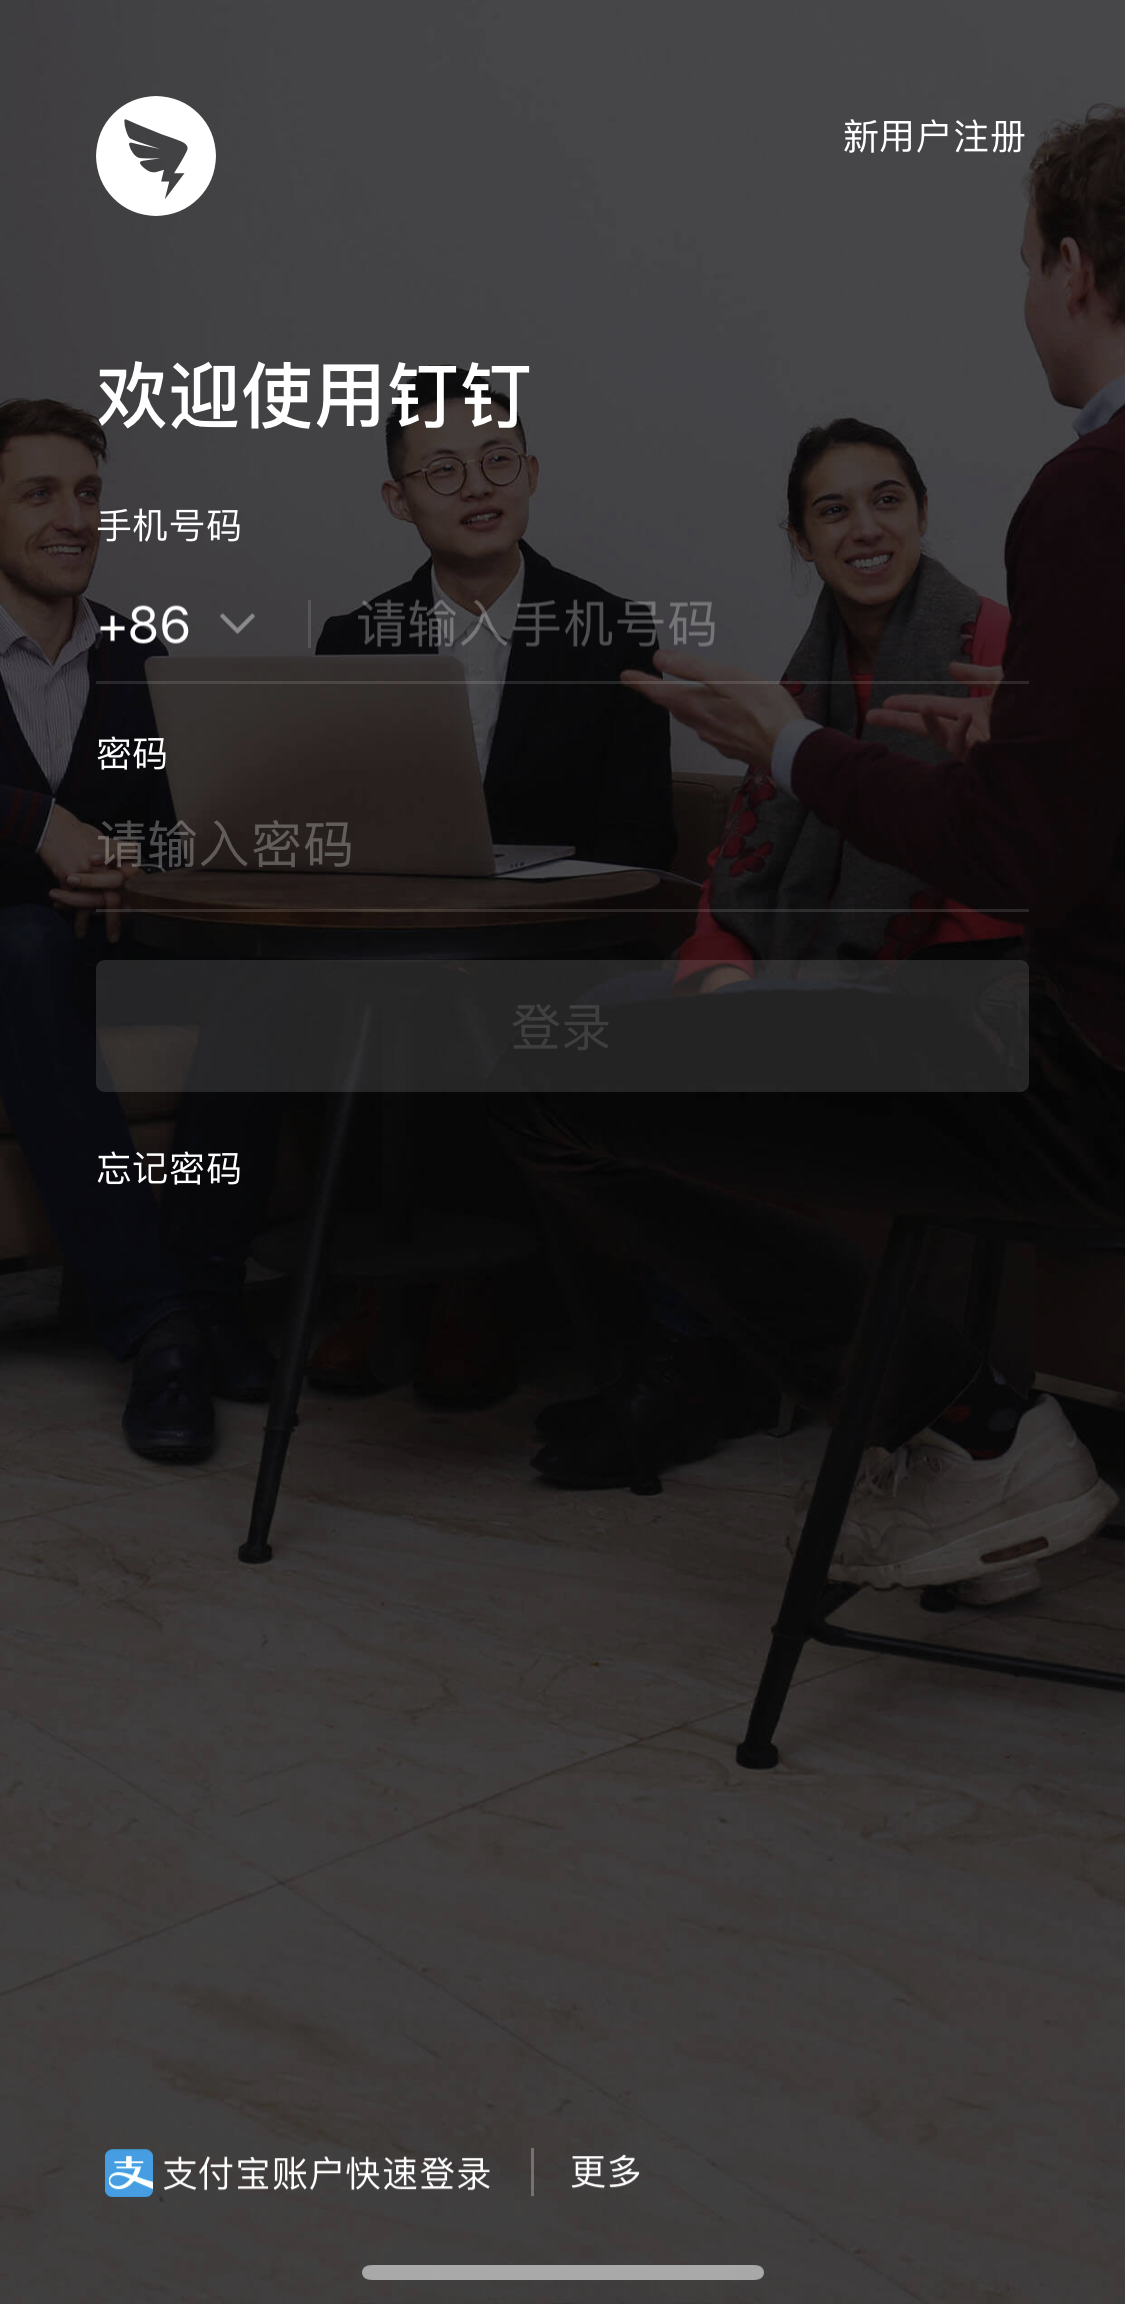 新用户注册
欢迎使用钉钉
手机号码
+86 请输入手机号码
密码
请输入密码
登录
忘记密码
支 支付宝账户快速登录 更多